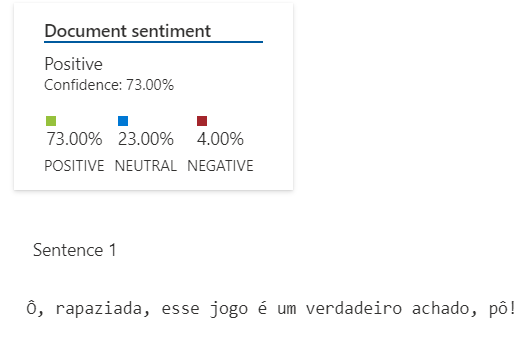 Document sentiment
Positive
Confidence: 73.00%
73.00% 23.00% 4.00%
POSITIVE NEUTRAL NEGATIVE
Sentence 1
Ô, rapaziada, esse jogo é um verdadeiro achado, pô!